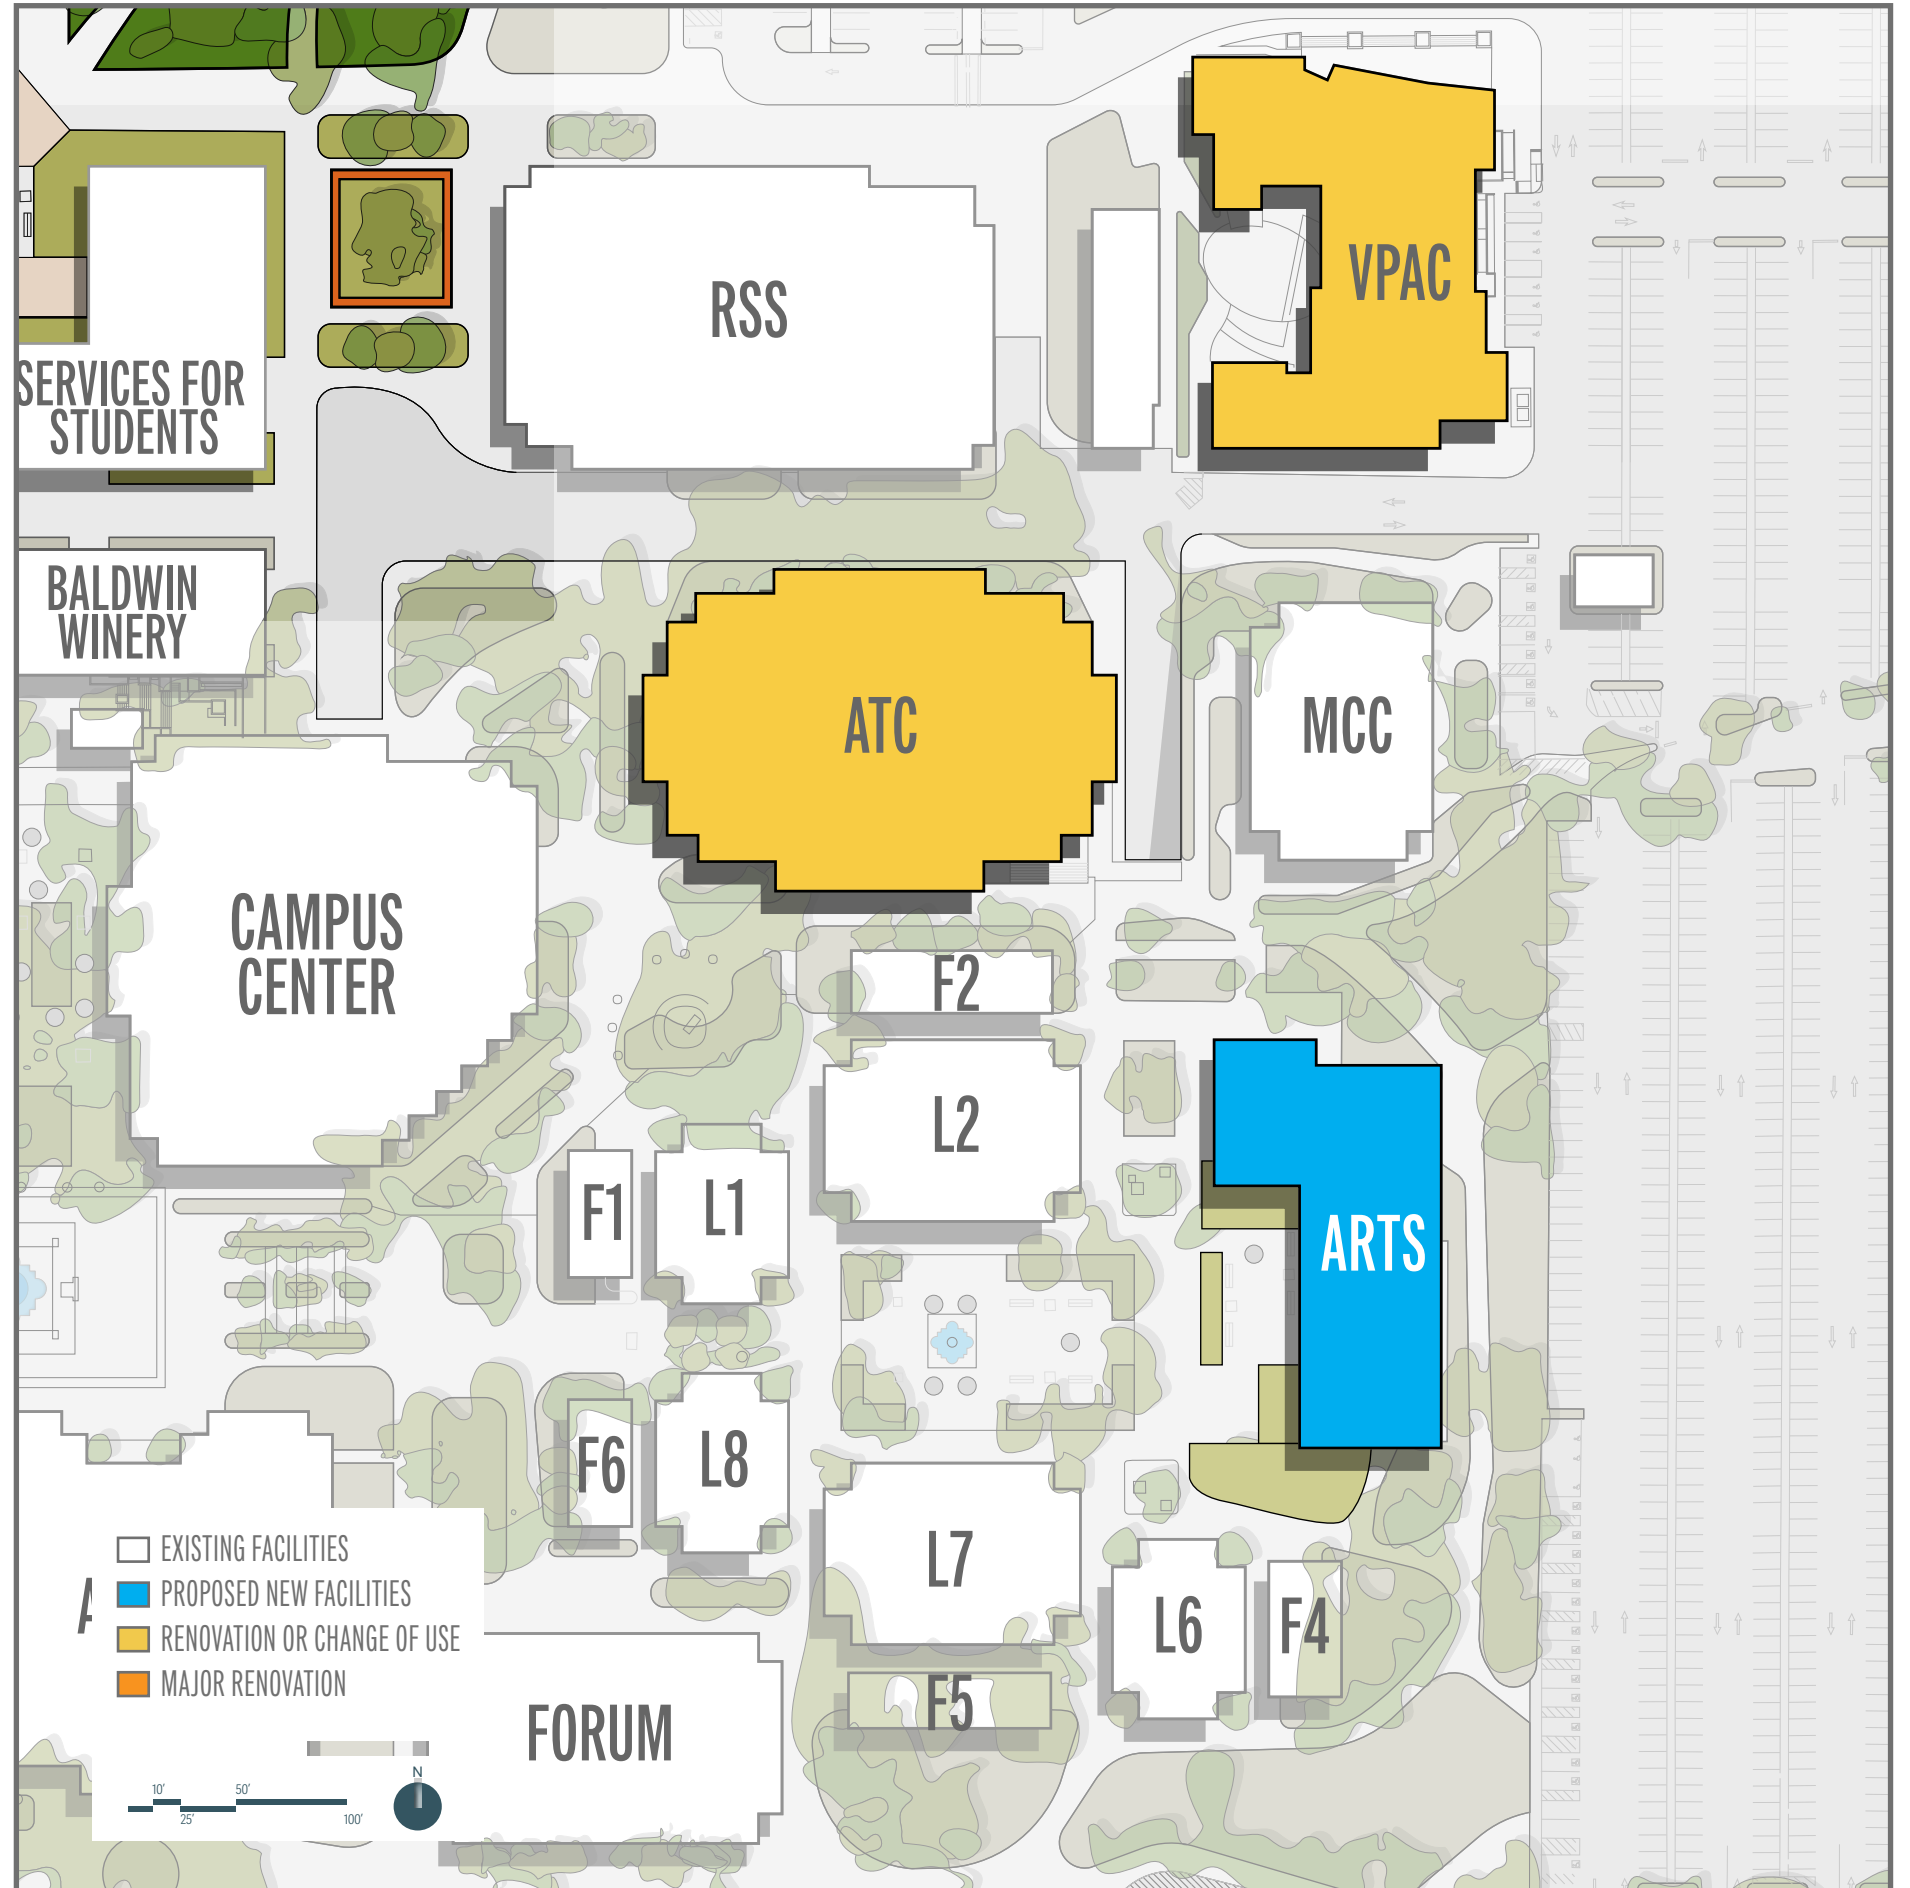 VPAC
RSS
SERVICES FOR
STUDENTS
BALDWIN
WINERY
ATC
MCC
CAMPUS
CENTER
F2
L2
F1
L1
ARTS
F6
L8
L7
L6
F4
F5
FORUM
A
EXISTING FACILITIES
PROPOSED NEW FACILITIES
RENOVATION OR CHANGE OF USE
MAJOR RENOVATION
N
10' 50'
25' 100'